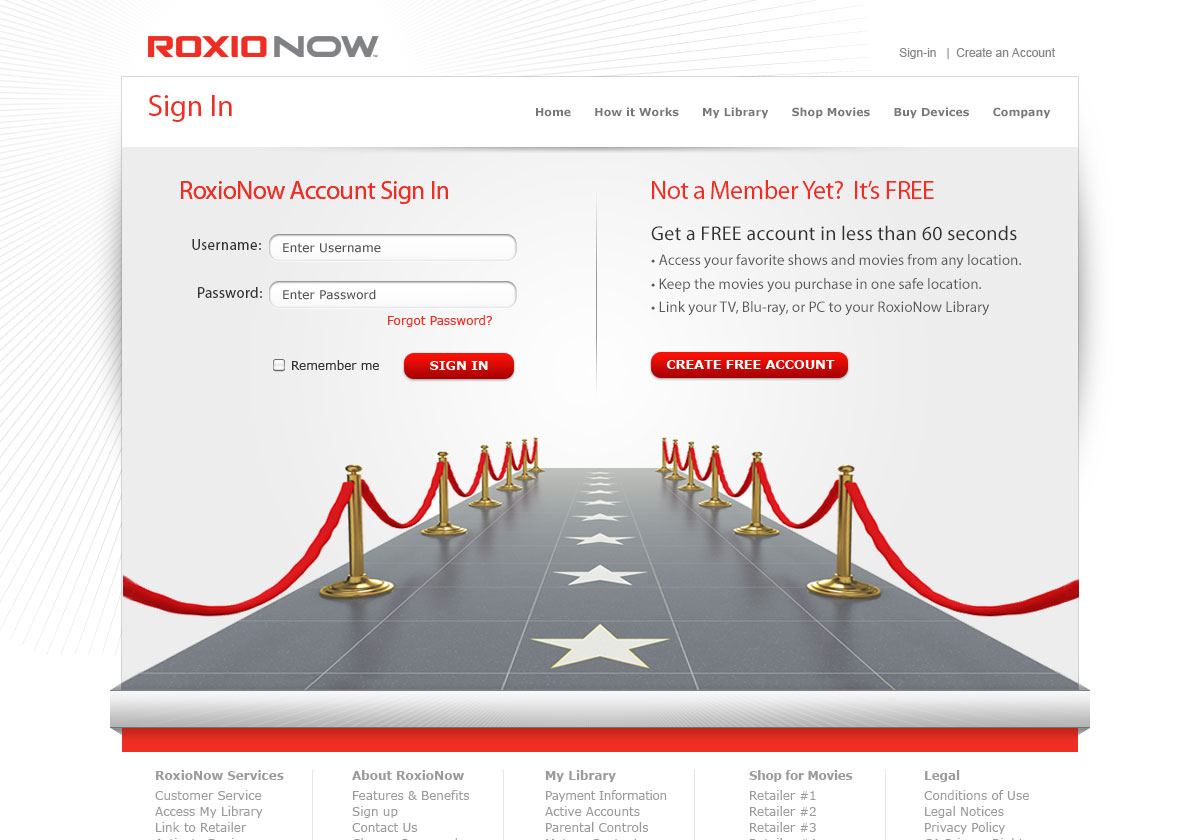 ROXIO NOW™
Sign-in | Create an Account
Sign In
Home How it Works My Library Shop Movies Buy Devices Company
RoxioNow Account Sign In
Username: Enter Username
Password: Enter Password
Forgot Password?
Remember me SIGN IN
Not a Member Yet? It's FREE
Get a FREE account in less than 60 seconds
• Access your favorite shows and movies from any location.
• Keep the movies you purchase in one safe location.
• Link your TV, Blu-ray, or PC to your RoxioNow Library
CREATE FREE ACCOUNT
RoxioNow Services
Customer Service
Access My Library
Link to Retailer
About RoxioNow
Features & Benefits
Sign up
Contact Us
My Library
Payment Information
Active Accounts
Parental Controls
Shop for Movies
Retailer #1
Retailer #2
Retailer #3
Legal
Conditions of Use
Legal Notices
Privacy Policy